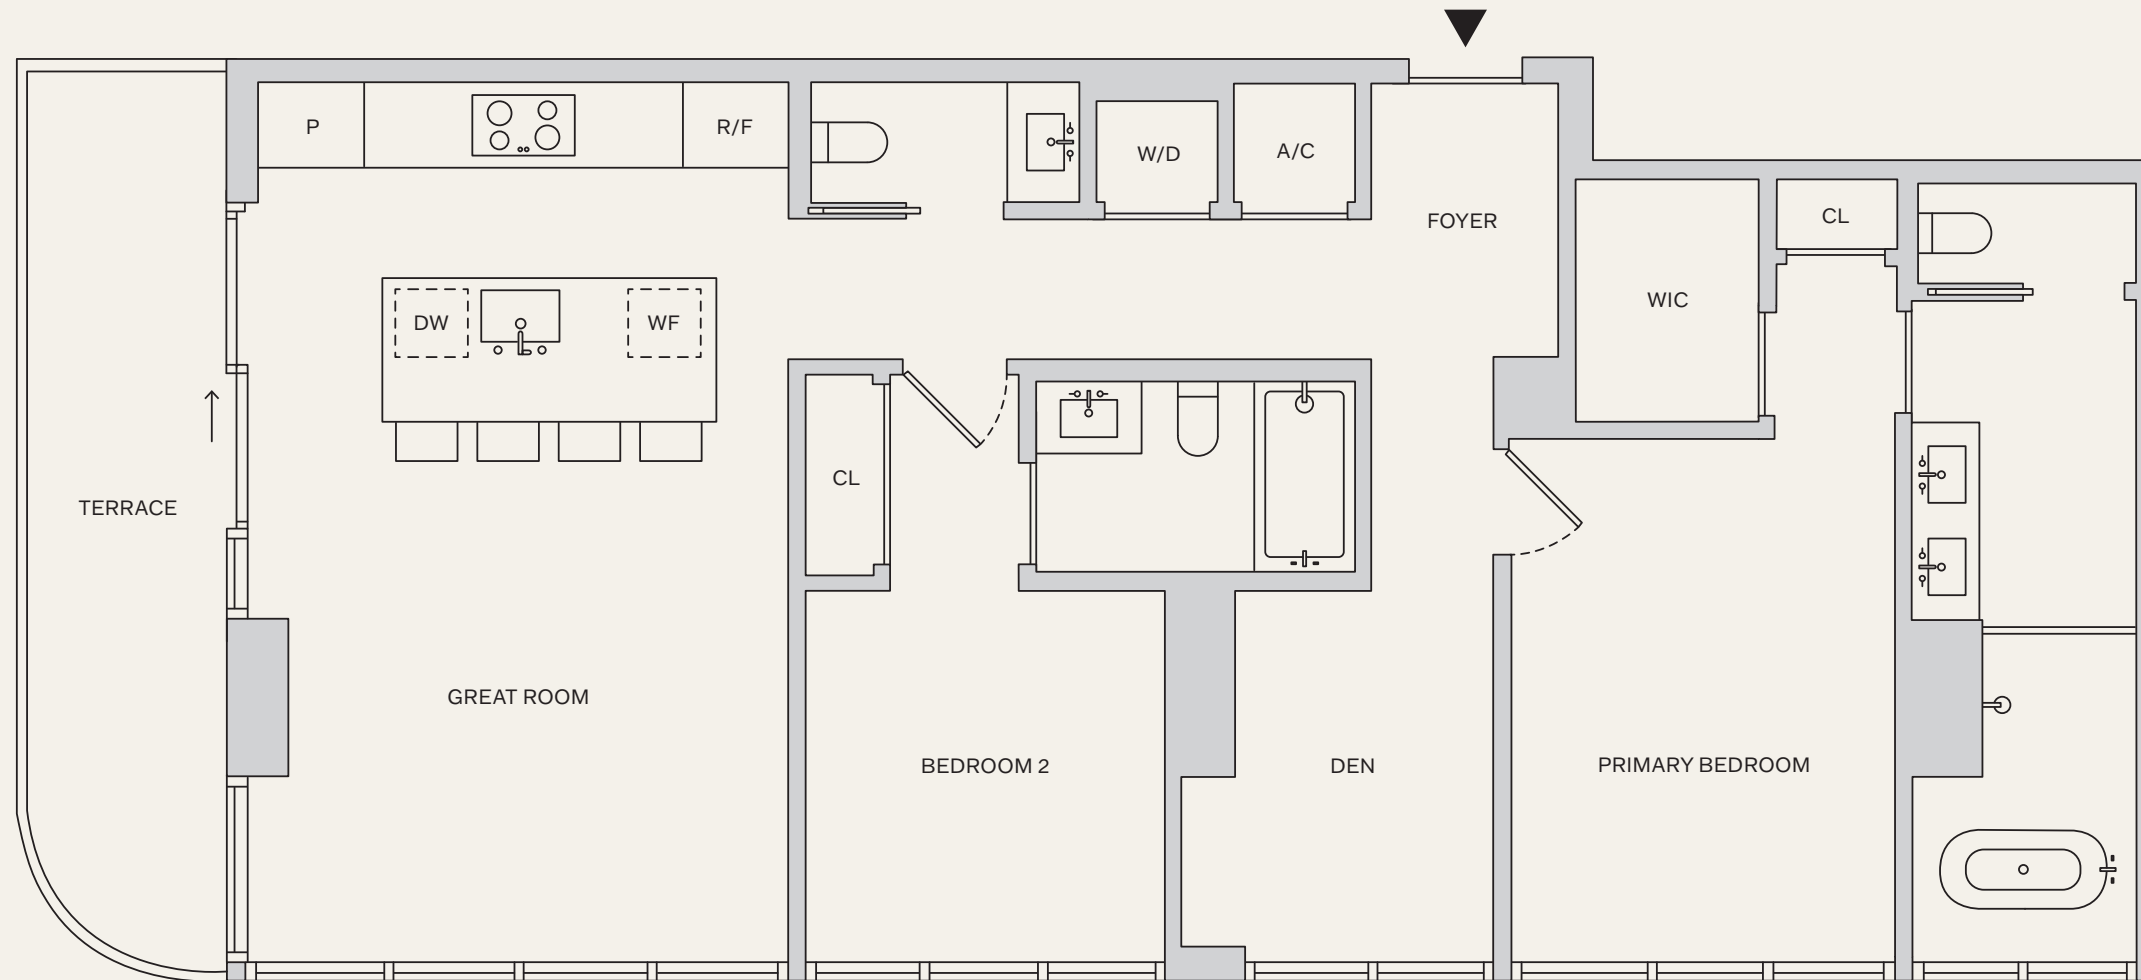 P
R/F
W/D
A/C
FOYER
CL
WIC
DW
WF
CL
TERRACE
GREAT ROOM
BEDROOM 2
DEN
PRIMARY BEDROOM